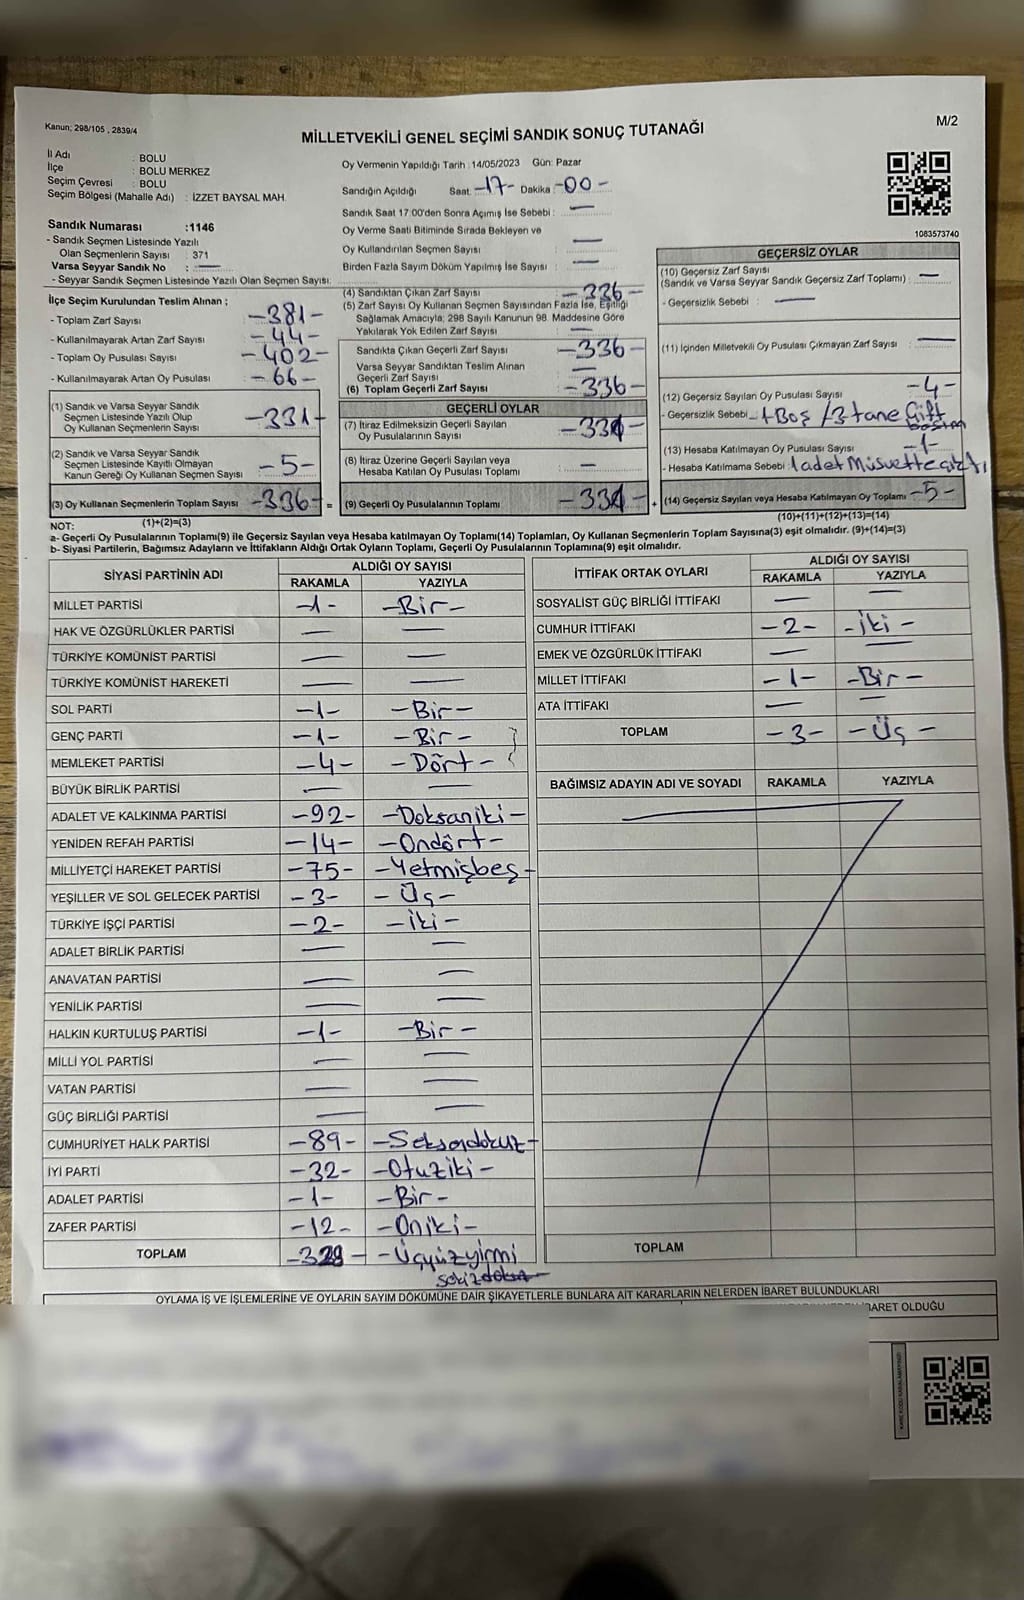 Kanun; 298/105 , 2839/4
M/2
MİLLETVEKİLİ GENEL SEÇİMİ SANDIK SONUÇ TUTANAĞI
İl Adı : BOLU
İlçe : BOLU MERKEZ
Seçim Çevresi : BOLU
Seçim Bölgesi (Mahalle Adı) : İZZET BAYSAL MAH.
Oy Vermenin Yapıldığı Tarih : 14/05/2023 Gün: Pazar
Sandığın Açıldığı Saat: -17- Dakika: -00-
Sandık Saat 17:00'den Sonra Açımış İse Sebebi : —
Oy Verme Saati Bitiminde Sırada Bekleyen ve
Oy Kullandırılan Seçmen Sayısı —
Birden Fazla Sayım Döküm Yapılmış İse Sayısı —
1083573740
Sandık Numarası :1146
- Sandık Seçmen Listesinde Yazılı
Olan Seçmenlerin Sayısı : 371
Varsa Seyyar Sandık No : —
- Seyyar Sandık Seçmen Listesinde Yazılı Olan Seçmen Sayısı:
İlçe Seçim Kurulundan Teslim Alınan ;
- Toplam Zarf Sayısı -381-
- Kullanılmayarak Artan Zarf Sayısı -44-
- Toplam Oy Pusulası Sayısı -402-
- Kullanılmayarak Artan Oy Pusulası -66-
(1) Sandık ve Varsa Seyyar Sandık
Seçmen Listesinde Yazılı Olup
Oy Kullanan Seçmenlerin Sayısı -331-
(2) Sandık ve Varsa Seyyar Sandık
Seçmen Listesinde Kayıtlı Olmayan
Kanun Gereği Oy Kullanan Seçmen Sayısı -5-
(3) Oy Kullanan Seçmenlerin Toplam Sayısı -336- =
(1)+(2)=(3)
(4) Sandıktan Çıkan Zarf Sayısı -336-
(5) Zarf Sayısı Oy Kullanan Seçmen Sayısından Fazla İse, Eşitliği
Sağlamak Amacıyla; 298 Sayılı Kanunun 98. Maddesine Göre
Yakılarak Yok Edilen Zarf Sayısı —
Sandıkta Çıkan Geçerli Zarf Sayısı -336-
Varsa Seyyar Sandıktan Teslim Alınan
Geçerli Zarf Sayısı —
(6) Toplam Geçerli Zarf Sayısı -336-
GEÇERLİ OYLAR
(7) İtiraz Edilmeksizin Geçerli Sayılan
Oy Pusulalarının Sayısı -331-
(8) İtiraz Üzerine Geçerli Sayılan veya
Hesaba Katılan Oy Pusulası Toplamı —
(9) Geçerli Oy Pusulalarının Toplamı -331- +
GEÇERSİZ OYLAR
(10) Geçersiz Zarf Sayısı
(Sandık ve Varsa Seyyar Sandık Geçersiz Zarf Toplamı) : —
- Geçersizlik Sebebi : —
(11) İçinden Milletvekili Oy Pusulası Çıkmayan Zarf Sayısı —
(12) Geçersiz Sayılan Oy Pusulası Sayısı -4-
- Geçersizlik Sebebi 1 Boş / 3 tane Çift
(13) Hesaba Katılmayan Oy Pusulası Sayısı -1-
- Hesaba Katılmama Sebebi: 1 adet Müsvette
(14) Geçersiz Sayılan veya Hesaba Katılmayan Oy Toplamı -5-
(10)+(11)+(12)+(13)=(14)
NOT:
a- Geçerli Oy Pusulalarının Toplamı(9) ile Geçersiz Sayılan veya Hesaba katılmayan Oy Toplamı(14) Toplamları, Oy Kullanan Seçmenlerin Toplam Sayısına(3) eşit olmalıdır. (9)+(14)=(3)
b- Siyasi Partilerin, Bağımsız Adayların ve İttifakların Aldığı Ortak Oyların Toplamı, Geçerli Oy Pusulalarının Toplamına(9) eşit olmalıdır.
SİYASİ PARTİNİN ADI ALDIĞI OY SAYISI
RAKAMLA YAZIYLA
MİLLET PARTİSİ -1- -Bir-
HAK VE ÖZGÜRLÜKLER PARTİSİ — —
TÜRKİYE KOMÜNİST PARTİSİ — —
TÜRKİYE KOMÜNİST HAREKETİ — —
SOL PARTİ -1- -Bir-
GENÇ PARTİ -1- -Bir-
MEMLEKET PARTİSİ -4- -Dört-
BÜYÜK BİRLİK PARTİSİ — —
ADALET VE KALKINMA PARTİSİ -92- -Doksaniki-
YENİDEN REFAH PARTİSİ -14- -Ondört-
MİLLİYETÇİ HAREKET PARTİSİ -75- -Yetmişbeş-
YEŞİLLER VE SOL GELECEK PARTİSİ -3- -Üç-
TÜRKİYE İŞÇİ PARTİSİ -2- -İki-
ADALET BİRLİK PARTİSİ — —
ANAVATAN PARTİSİ — —
YENİLİK PARTİSİ — —
HALKIN KURTULUŞ PARTİSİ -1- -Bir-
MİLLİ YOL PARTİSİ — —
VATAN PARTİSİ — —
GÜÇ BİRLİĞİ PARTİSİ — —
CUMHURİYET HALK PARTİSİ -89- -Seksendokuz-
İYİ PARTİ -32- -Otuziki-
ADALET PARTİSİ -1- -Bir-
ZAFER PARTİSİ -12- -Oniki-
TOPLAM -328- -Üçyüzyirmi
sekiz
İTTİFAK ORTAK OYLARI ALDIĞI OY SAYISI
RAKAMLA YAZIYLA
SOSYALİST GÜÇ BİRLİĞİ İTTİFAKI — —
CUMHUR İTTİFAKI -2- -İki-
EMEK VE ÖZGÜRLÜK İTTİFAKI — —
MİLLET İTTİFAKI -1- -Bir-
ATA İTTİFAKI — —
TOPLAM -3- -Üç-
BAĞIMSIZ ADAYIN ADI VE SOYADI RAKAMLA YAZIYLA
TOPLAM
OYLAMA İŞ VE İŞLEMLERİNE VE OYLARIN SAYIM DÖKÜMÜNE DAİR ŞİKAYETLERLE BUNLARA AİT KARARLARIN NELERDEN İBARET BULUNDUKLARI
İBARET OLDUĞU